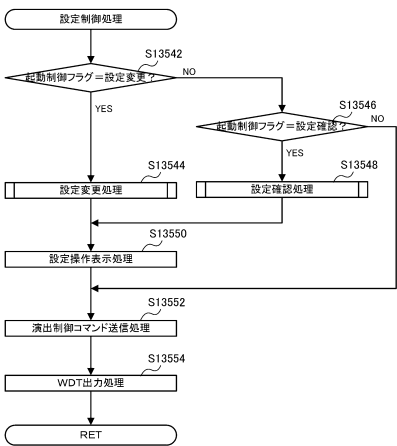 設定制御処理
S13542
起動制御フラグ＝設定変更？
NO
YES
S13546
起動制御フラグ＝設定確認？
NO
YES
S13544
設定変更処理
S13548
設定確認処理
S13550
設定操作表示処理
S13552
演出制御コマンド送信処理
S13554
WDT出力処理
RET